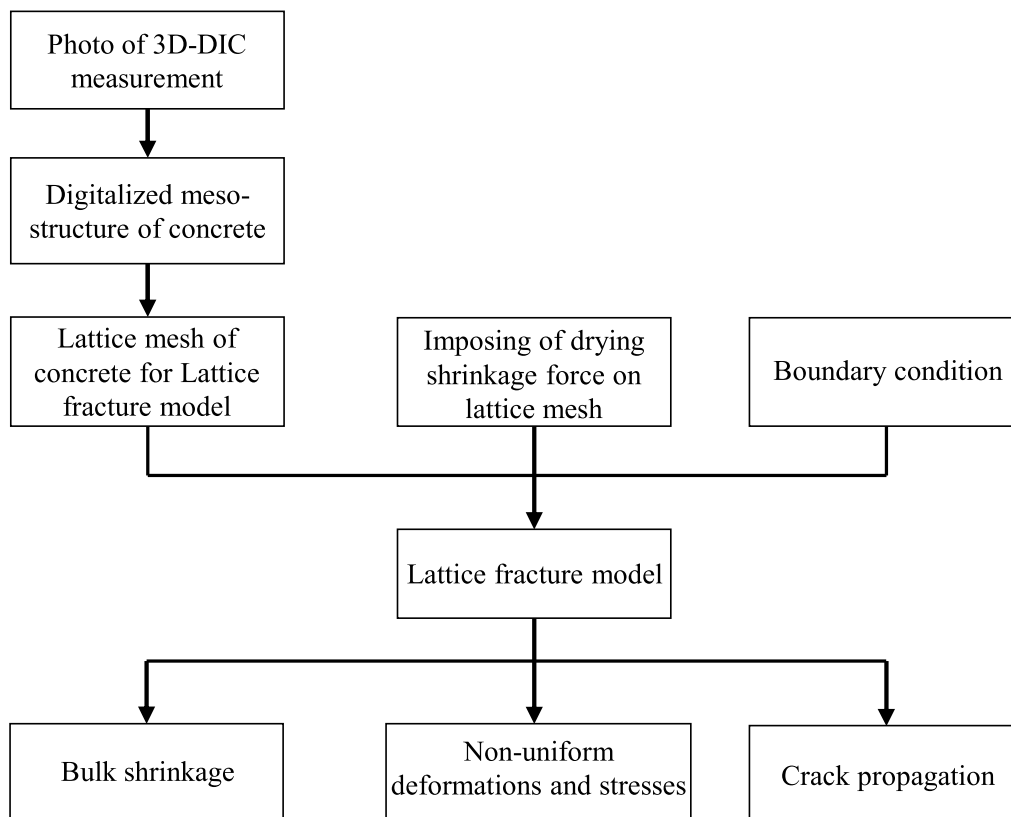 Photo of 3D-DIC
measurement
Digitalized meso-
structure of concrete
Lattice mesh of
concrete for Lattice
fracture model
Imposing of drying
shrinkage force on
lattice mesh
Boundary condition
Lattice fracture model
Bulk shrinkage
Non-uniform
deformations and stresses
Crack propagation